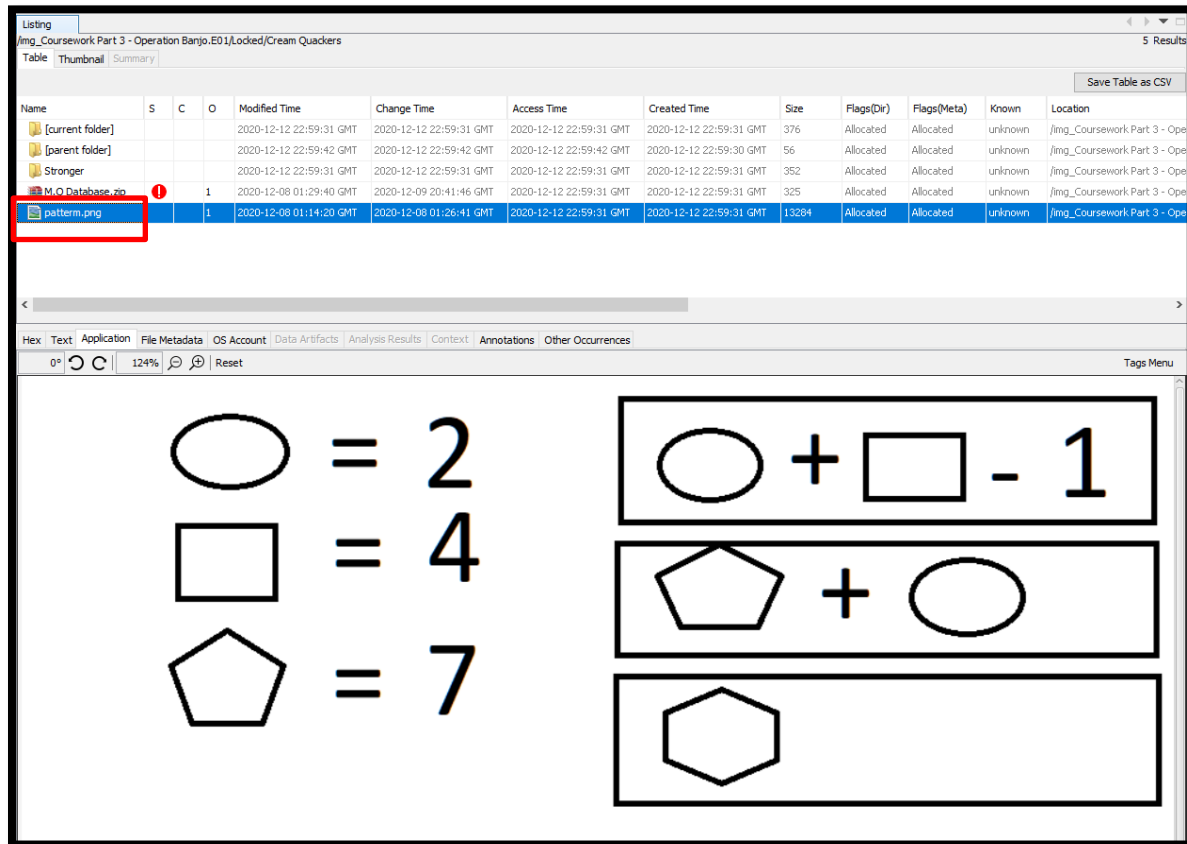 Listing
/img_Coursework Part 3 - Operation Banjo.E01/Locked/Cream Quackers 5 Results
Table Thumbnail Summary
Save Table as CSV
Name S C O Modified Time Change Time Access Time Created Time Size Flags(Dir) Flags(Meta) Known Location
[current folder] 2020-12-12 22:59:31 GMT 2020-12-12 22:59:31 GMT 2020-12-12 22:59:31 GMT 2020-12-12 22:59:31 GMT 376 Allocated Allocated unknown /img_Coursework Part 3 - Ope
[parent folder] 2020-12-12 22:59:42 GMT 2020-12-12 22:59:42 GMT 2020-12-12 22:59:42 GMT 2020-12-12 22:59:30 GMT 56 Allocated Allocated unknown /img_Coursework Part 3 - Ope
Stronger 2020-12-12 22:59:31 GMT 2020-12-12 22:59:31 GMT 2020-12-12 22:59:31 GMT 2020-12-12 22:59:31 GMT 352 Allocated Allocated unknown /img_Coursework Part 3 - Ope
M.O Database.zip 1 2020-12-08 01:29:40 GMT 2020-12-09 20:41:46 GMT 2020-12-12 22:59:31 GMT 2020-12-12 22:59:31 GMT 325 Allocated Allocated unknown /img_Coursework Part 3 - Ope
patterm.png 1 2020-12-08 01:14:20 GMT 2020-12-08 01:26:41 GMT 2020-12-12 22:59:31 GMT 2020-12-12 22:59:31 GMT 13284 Allocated Allocated unknown /img_Coursework Part 3 - Ope
Hex Text Application File Metadata OS Account Data Artifacts Analysis Results Context Annotations Other Occurrences
0° 124% Reset Tags Menu
= 2
= 4
= 7
+ - 1
+